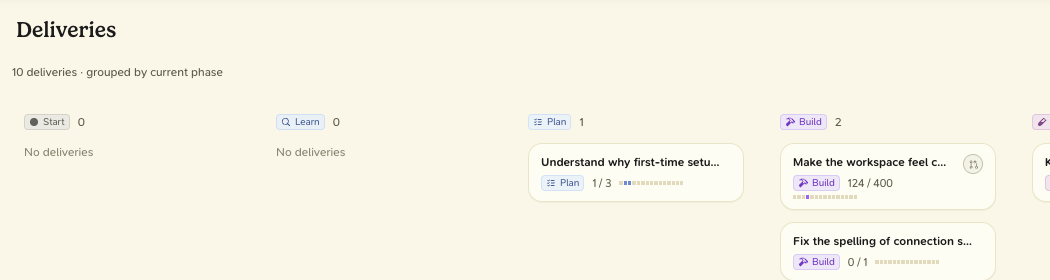 Deliveries
10 deliveries · grouped by current phase
Start 0
Learn 0
Plan 1
Build 2
No deliveries
No deliveries
Understand why first-time setu...
Plan 1 / 3
Make the workspace feel c...
Build 124 / 400
Fix the spelling of connection s...
Build 0 / 1
K